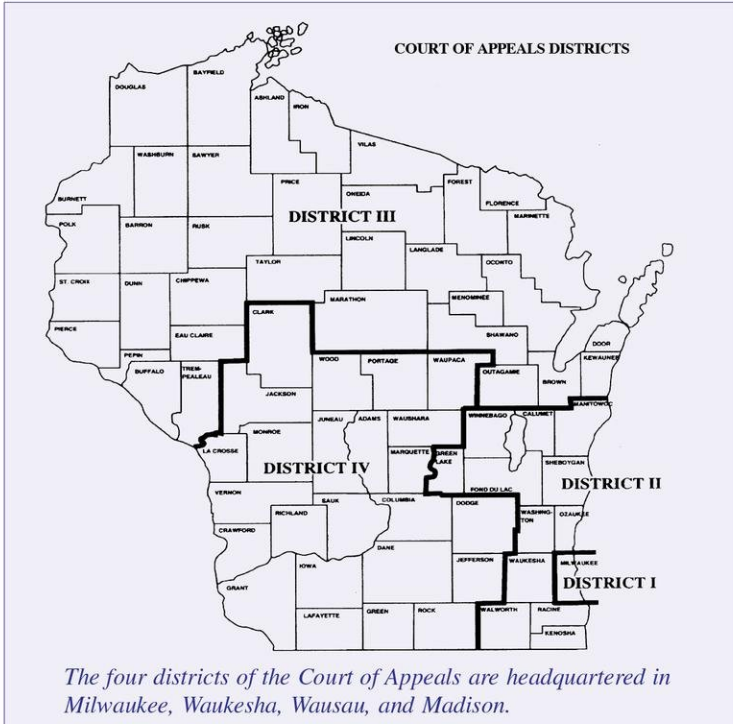 COURT OF APPEALS DISTRICTS
BAYFIELD
DOUGLAS
ASHLAND
IRON
VILAS
WASHBURN
SAWYER
PRICE
ONEIDA
FOREST
FLORENCE
MARINETTE
BURNETT
POLK
BARRON
RUSK
DISTRICT III
LINCOLN
LANGLADE
OCONTO
TAYLOR
ST. CROIX
DUNN
CHIPPEWA
MARATHON
MENOMINEE
CLARK
PIERCE
EAU CLAIRE
SHAWANO
DOOR
PEPIN
BUFFALO
TREM-
PEALEAU
WOOD
PORTAGE
WAUPACA
OUTAGAMIE
BROWN
KEWAUNEE
JACKSON
MANITOWOC
JUNEAU
ADAMS
WAUSHARA
WINNEBAGO
CALUMET
MONROE
LA CROSSE
DISTRICT IV
MARQUETTE
GREEN
LAKE
SHEBOYGAN
DISTRICT II
FOND DU LAC
VERNON
SAUK
COLUMBIA
DODGE
WASHING-
TON
OZAUKEE
RICHLAND
CRAWFORD
DANE
IOWA
JEFFERSON
WAUKESHA
MILWAUKEE
DISTRICT I
GRANT
LAFAYETTE
GREEN
ROCK
WALWORTH
RACINE
KENOSHA
The four districts of the Court of Appeals are headquartered in
Milwaukee, Waukesha, Wausau, and Madison.